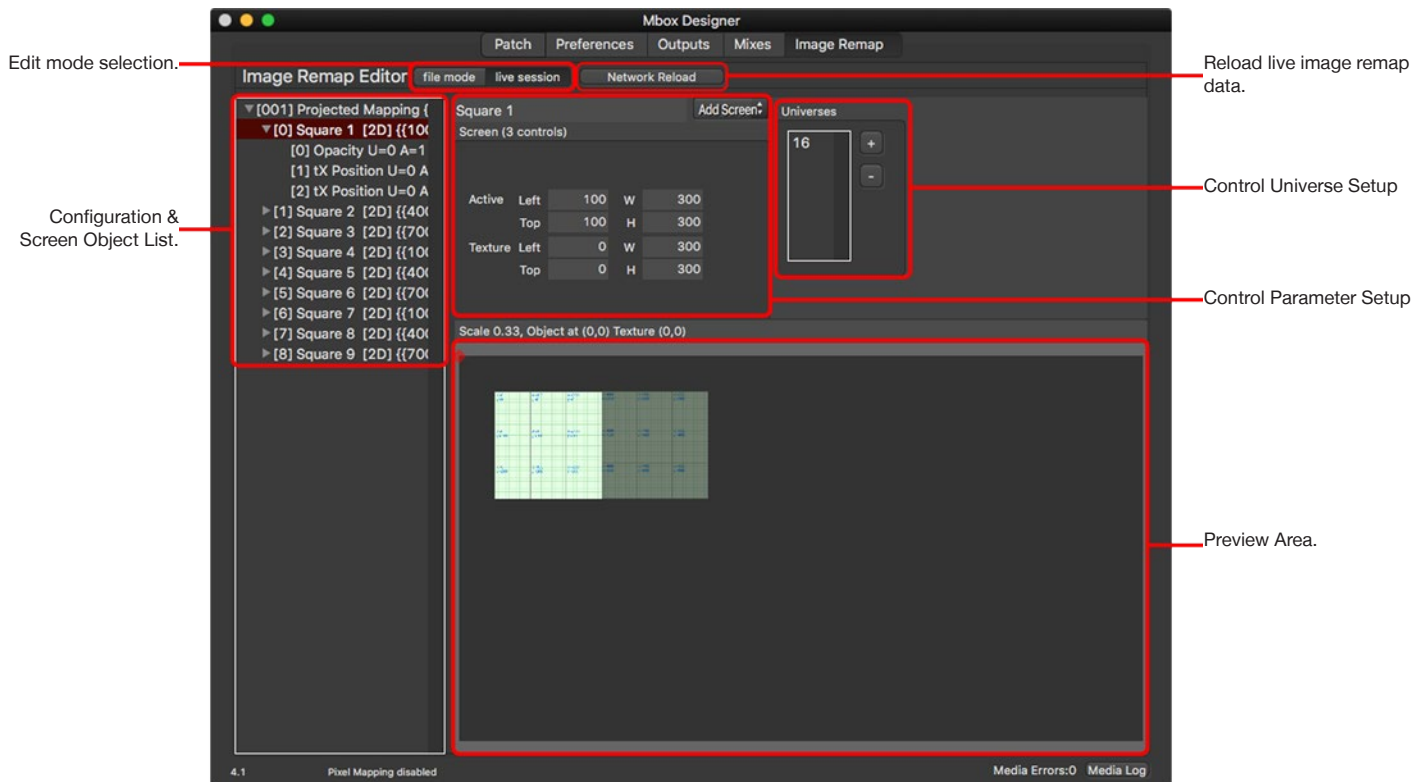 Mbox Designer
Patch Preferences Outputs Mixes Image Remap
Edit mode selection.
Image Remap Editor file mode live session Network Reload
Reload live image remap
data.
▼[001] Projected Mapping {
▼[0] Square 1 [2D] {{100
[0] Opacity U=0 A=1
[1] tX Position U=0 A
[2] tX Position U=0 A
▶[1] Square 2 [2D] {{400
▶[2] Square 3 [2D] {{700
▶[3] Square 4 [2D] {{100
▶[4] Square 5 [2D] {{400
▶[5] Square 6 [2D] {{700
▶[6] Square 7 [2D] {{100
▶[7] Square 8 [2D] {{400
▶[8] Square 9 [2D] {{700
Configuration &
Screen Object List.
Square 1 Add Screen
Screen (3 controls)
Active Left 100 W 300
Top 100 H 300
Texture Left 0 W 300
Top 0 H 300
Universes
16 +
-
Control Universe Setup
Control Parameter Setup
Scale 0.33, Object at (0,0) Texture (0,0)
Preview Area.
4.1 Pixel Mapping disabled Media Errors:0 Media Log